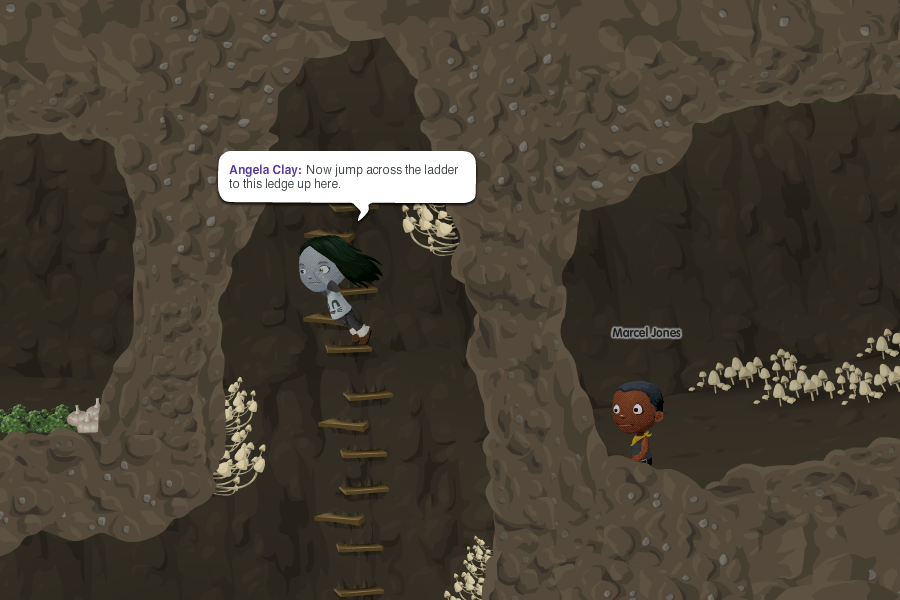 Angela Clay: Now jump across the ladder
to this ledge up here.
Marcel Jones